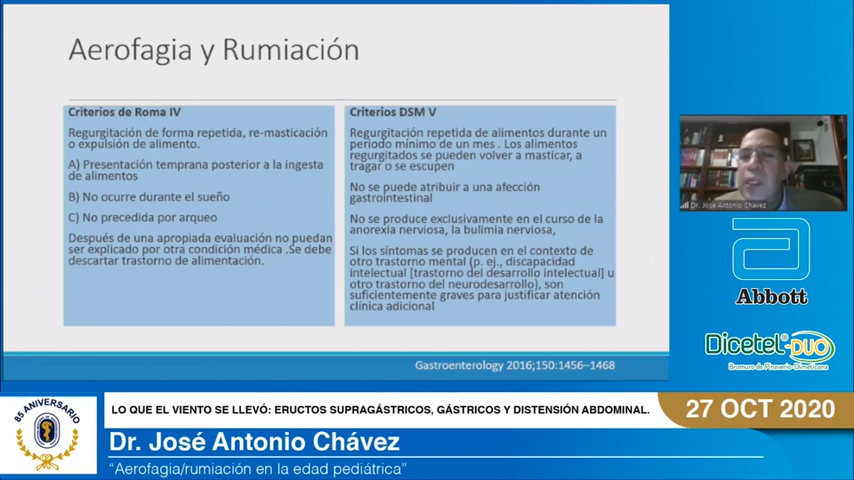 Aerofagia y Rumiación
Criterios de Roma IV
Regurgitación de forma repetida, re-masticación
o expulsión de alimento.
A) Presentación temprana posterior a la ingesta
de alimentos
B) No ocurre durante el sueño
C) No precedida por arqueo
Después de una apropiada evaluación no puedan
ser explicado por otra condición médica .Se debe
descartar trastorno de alimentación.
Criterios DSM V
Regurgitación repetida de alimentos durante un
periodo mínimo de un mes . Los alimentos
regurgitados se pueden volver a masticar, a
tragar o se escupen
No se puede atribuir a una afección
gastrointestinal
No se produce exclusivamente en el curso de la
anorexia nerviosa, la bulimia nerviosa,
Si los síntomas se producen en el contexto de
otro trastorno mental (p. ej., discapacidad
intelectual [trastorno del desarrollo intelectual] u
otro trastorno del neurodesarrollo), son
suficientemente graves para justificar atención
clínica adicional
Gastroenterology 2016;150:1456–1468
Dr. José Antonio Chávez
Abbott
Dicetel®-DUO
Bromuro de Pinaverio-Dimeticona
85 ANIVERSARIO
LO QUE EL VIENTO SE LLEVÓ: ERUCTOS SUPRAGÁSTRICOS, GÁSTRICOS Y DISTENSIÓN ABDOMINAL.
27 OCT 2020
Dr. José Antonio Chávez
“Aerofagia/rumiación en la edad pediátrica”